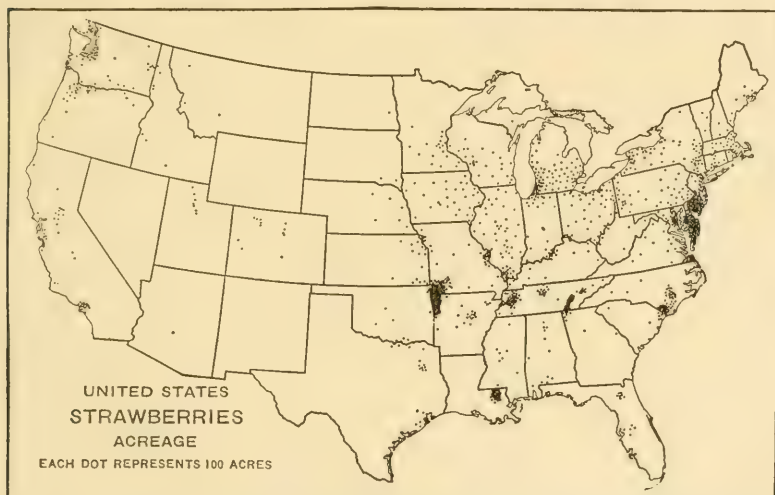 UNITED STATES
STRAWBERRIES
ACREAGE
EACH DOT REPRESENTS 100 ACRES